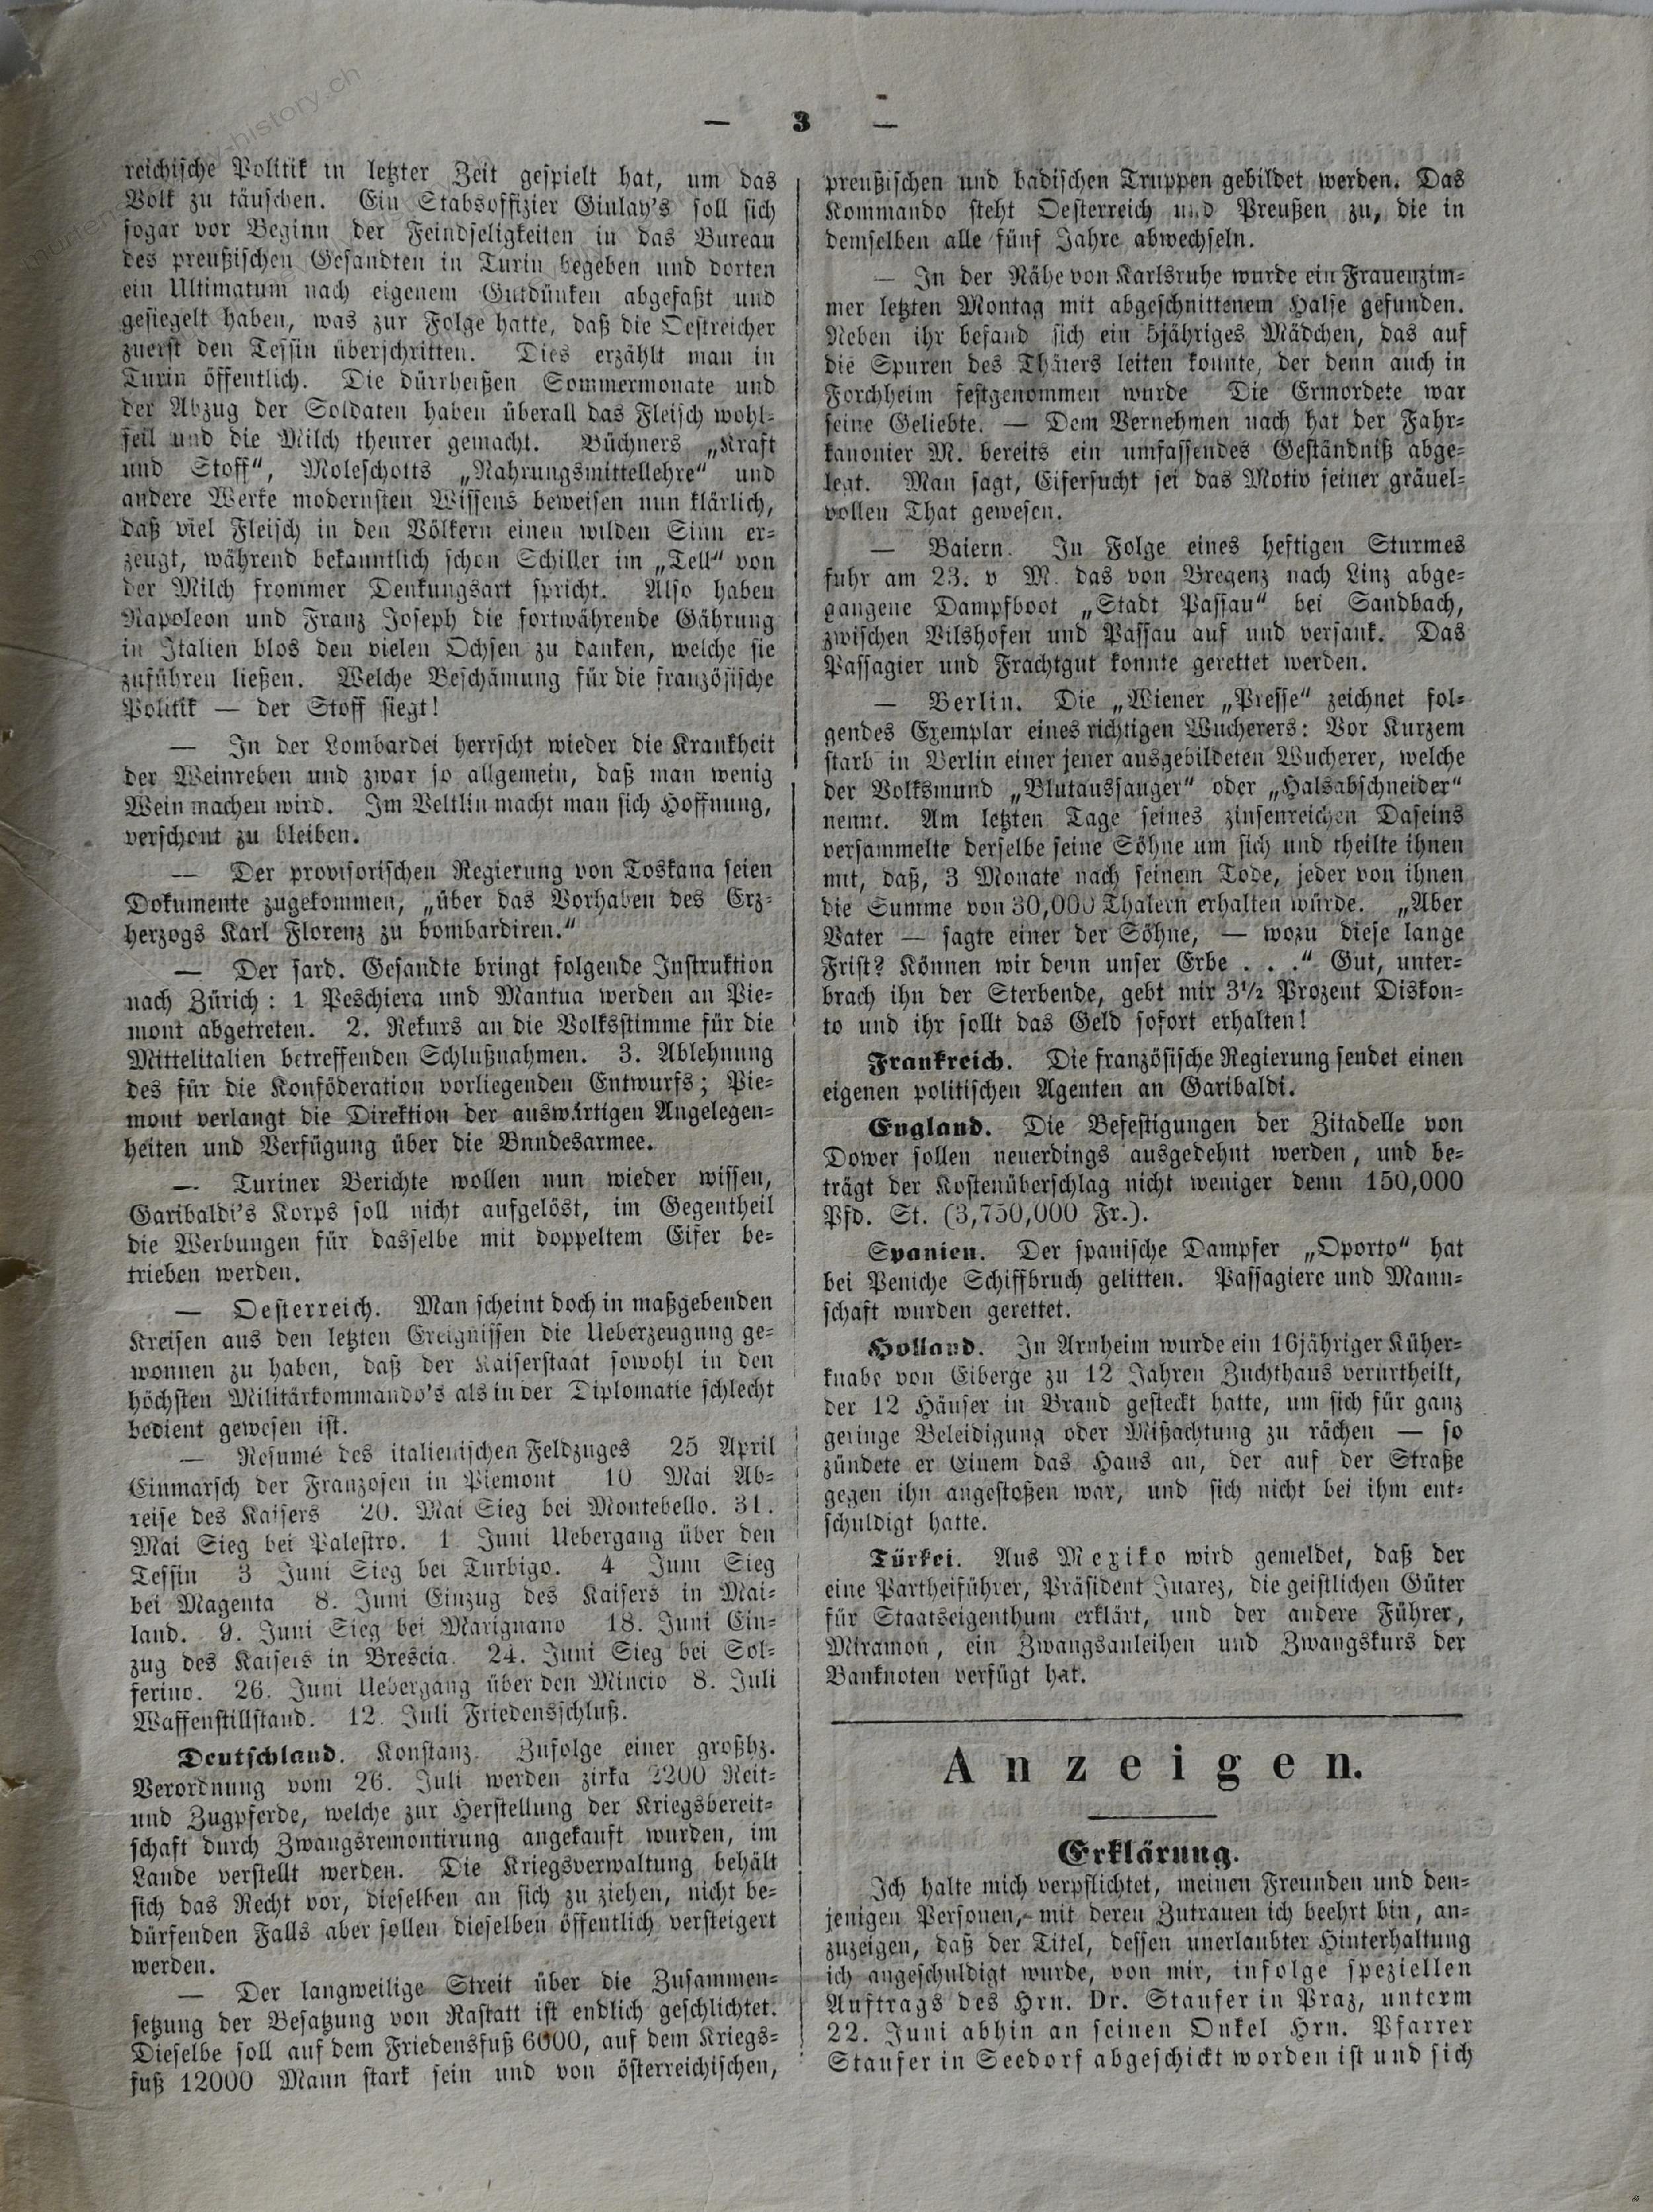 — 3 —
reichische Politik in letzter Zeit gespielt hat, um das
Volk zu täuschen. Ein Stabsoffizier Giulay's soll sich
sogar vor Beginn der Feindseligkeiten in das Bureau
des preußischen Gesandten in Turin begeben und dorten
ein Ultimatum nach eigenem Gutdünken abgefaßt und
gesiegelt haben, was zur Folge hatte, daß die Oestreicher
zuerst den Tessin überschritten. Dies erzählt man in
Turin öffentlich. Die dürrheißen Sommermonate und
der Abzug der Soldaten haben überall das Fleisch wohl-
feil und die Milch theurer gemacht. Büchners „Kraft
und Stoff“, Moleschotts „Nahrungsmittellehre“ und
andere Werke modernsten Wissens beweisen nun klärlich,
daß viel Fleisch in den Völkern einen wilden Sinn er-
zeugt, während bekanntlich schon Schiller im „Tell“ von
der Milch frommer Denkungsart spricht. Also haben
Napoleon und Franz Joseph die fortwährende Gährung
in Italien blos den vielen Ochsen zu danken, welche sie
zuführen ließen. Welche Beschämung für die französische
Politik — der Stoff siegt!
— In der Lombardei herrscht wieder die Krankheit
der Weinreben und zwar so allgemein, daß man wenig
Wein machen wird. Im Veltlin macht man sich Hoffnung,
verschont zu bleiben.
— Der provisorischen Regierung von Toskana seien
Dokumente zugekommen, „über das Vorhaben des Erz-
herzogs Karl Florenz zu bombardiren.“
— Der sard. Gesandte bringt folgende Instruktion
nach Zürich: 1 Peschiera und Mantua werden an Pie-
mont abgetreten. 2. Rekurs an die Volksstimme für die
Mittelitalien betreffenden Schlußnahmen. 3. Ablehnung
des für die Konföderation vorliegenden Entwurfs; Pie-
mont verlangt die Direktion der auswärtigen Angelegen-
heiten und Verfügung über die Bnndesarmee.
— Turiner Berichte wollen nun wieder wissen,
Garibaldi's Korps soll nicht aufgelöst, im Gegentheil
die Werbungen für dasselbe mit doppeltem Eifer be-
trieben werden.
— Oesterreich. Man scheint doch in maßgebenden
Kreisen aus den letzten Ereignissen die Ueberzeugung ge-
wonnen zu haben, daß der Kaiserstaat sowohl in den
höchsten Militärkommando's als in der Diplomatie schlecht
bedient gewesen ist.
— Resumé des italienischen Feldzuges 25 April
Einmarsch der Franzosen in Piemont 10 Mai Ab-
reise des Kaisers 20. Mai Sieg bei Montebello. 31.
Mai Sieg bei Palestro. 1 Juni Uebergang über den
Tessin 3 Juni Sieg bei Turbigo. 4 Juni Sieg
bei Magenta 8. Juni Einzug des Kaisers in Mai-
land. 9. Juni Sieg bei Marignano 18. Juni Ein-
zug des Kaisers in Brescia. 24. Juni Sieg bei Sol-
ferino. 26. Juni Uebergang über den Mincio 8. Juli
Waffenstillstand. 12. Juli Friedensschluß.
Deutschland. Konstanz. Zufolge einer großhz.
Verordnung vom 26. Juli werden zirka 2200 Reit-
und Zugpferde, welche zur Herstellung der Kriegsbereit-
schaft durch Zwangsremontirung angekauft wurden, im
Lande verstellt werden. Die Kriegsverwaltung behält
sich das Recht vor, dieselben an sich zu ziehen, nicht be-
dürfenden Falls aber sollen dieselben öffentlich versteigert
werden.
— Der langweilige Streit über die Zusammen-
setzung der Besatzung von Rastatt ist endlich geschlichtet.
Dieselbe soll auf dem Friedensfuß 6000, auf dem Kriegs-
fuß 12000 Mann stark sein und von österreichischen,
preußischen und badischen Truppen gebildet werden. Das
Kommando steht Oesterreich und Preußen zu, die in
demselben alle fünf Jahre abwechseln.
— In der Nähe von Karlsruhe wurde ein Frauenzim-
mer letzten Montag mit abgeschnittenem Halse gefunden.
Neben ihr befand sich ein 5jähriges Mädchen, das auf
die Spuren des Thäters leiten konnte, der denn auch in
Forchheim festgenommen wurde Die Ermordete war
seine Geliebte. — Dem Vernehmen nach hat der Fahr-
kanonier M. bereits ein umfassendes Geständniß abge-
legt. Man sagt, Eifersucht sei das Motiv seiner gräuel-
vollen That gewesen.
— Baiern. In Folge eines heftigen Sturmes
fuhr am 23. v M. das von Bregenz nach Linz abge-
gangene Dampfboot „Stadt Passau“ bei Sandbach,
zwischen Vilshofen und Passau auf und versank. Das
Passagier und Frachtgut konnte gerettet werden.
— Berlin. Die „Wiener „Presse“ zeichnet fol-
gendes Exemplar eines richtigen Wucherers: Vor Kurzem
starb in Berlin einer jener ausgebildeten Wucherer, welche
der Volksmund „Blutaussauger“ oder „Halsabschneider“
nennt. Am letzten Tage seines zinsenreichen Daseins
versammelte derselbe seine Söhne um sich und theilte ihnen
mit, daß, 3 Monate nach seinem Tode, jeder von ihnen
die Summe von 30,000 Thalern erhalten würde. „Aber
Vater — sagte einer der Söhne, — wozu diese lange
Frist? Können wir denn unser Erbe . . .“ Gut, unter-
brach ihn der Sterbende, gebt mir 3½ Prozent Diskon-
to und ihr sollt das Geld sofort erhalten!
Frankreich. Die französische Regierung sendet einen
eigenen politischen Agenten an Garibaldi.
England. Die Befestigungen der Zitadelle von
Dower sollen neuerdings ausgedehnt werden, und be-
trägt der Kostenüberschlag nicht weniger denn 150,000
Pfd. St. (3,750,000 Fr.).
Spanien. Der spanische Dampfer „Oporto“ hat
bei Peniche Schiffbruch gelitten. Passagiere und Mann-
schaft wurden gerettet.
Holland. In Arnheim wurde ein 16jähriger Küher-
knabe von Eiberge zu 12 Jahren Zuchthaus verurtheilt,
der 12 Häuser in Brand gesteckt hatte, um sich für ganz
geringe Beleidigung oder Mißachtung zu rächen — so
zündete er Einem das Haus an, der auf der Straße
gegen ihn angestoßen war, und sich nicht bei ihm ent-
schuldigt hatte.
Türkei. Aus Mexiko wird gemeldet, daß der
eine Partheiführer, Präsident Juarez, die geistlichen Güter
für Staatseigenthum erklärt, und der andere Führer,
Miramon, ein Zwangsanleihen und Zwangskurs der
Banknoten verfügt hat.
Anzeigen.
Erklärung.
Ich halte mich verpflichtet, meinen Freunden und den-
jenigen Personen, mit deren Zutrauen ich beehrt bin, an-
zuzeigen, daß der Titel, dessen unerlaubter Hinterhaltung
ich angeschuldigt wurde, von mir, infolge speziellen
Auftrags des Hrn. Dr. Staufer in Praz, unterm
22. Juni abhin an seinen Onkel Hrn. Pfarrer
Staufer in Seedorf abgeschickt worden ist und sich